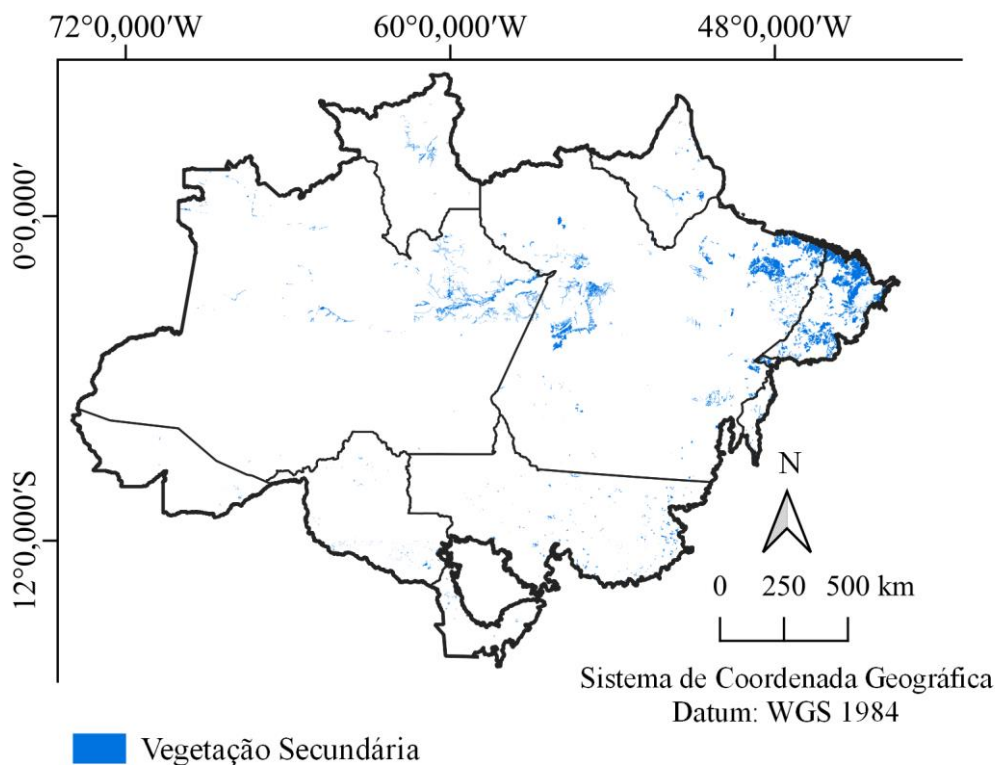 72°0,000'W 60°0,000'W 48°0,000'W
0°0,000'
12°0,000'S
N
0 250 500 km
Sistema de Coordenada Geográfica
Datum: WGS 1984
Vegetação Secundária